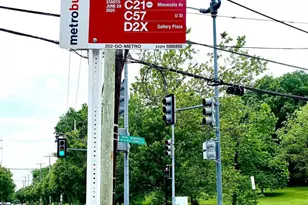 metrobus
STARTS
JUNE 29
2025
C21 Minnesota Av
C57 U St
D2X Gallery Place
202-GO-METRO